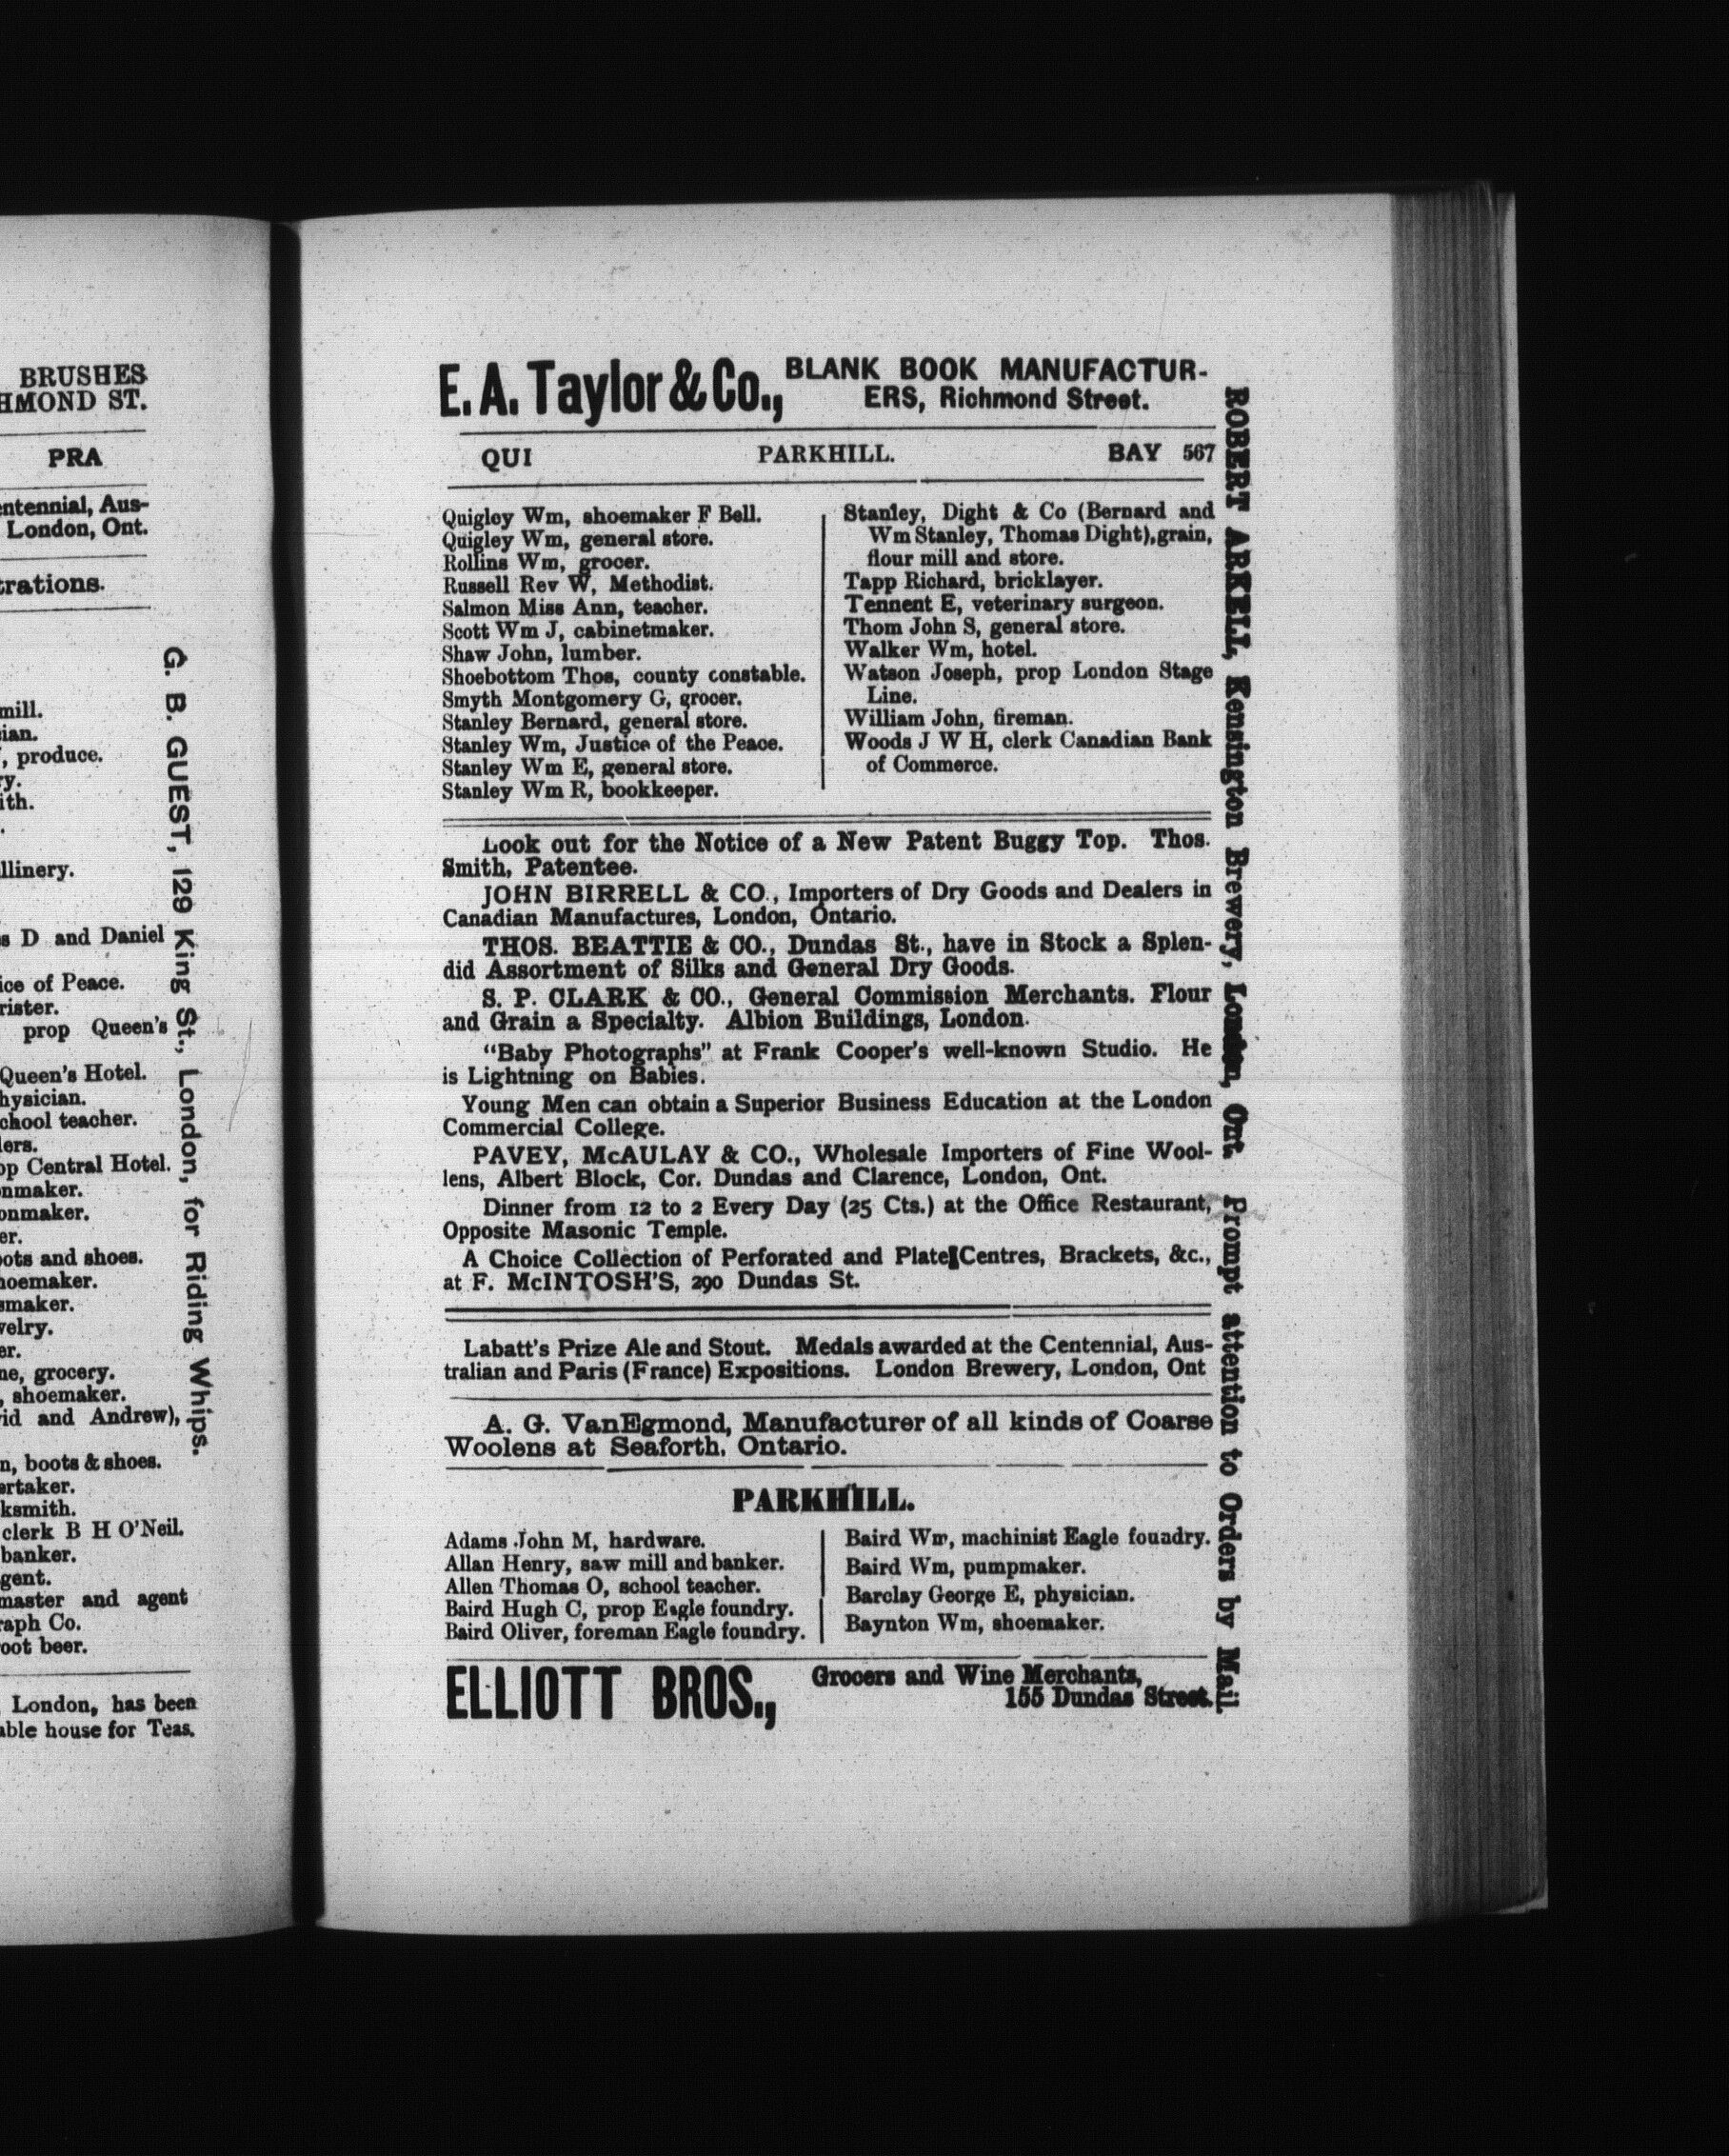 BRUSHES
HMOND ST.
PRA
entennial, Aus-
London, Ont.
trations.
mill.
ian.
, produce.
ry.
ith.
llinery.
s D and Daniel
ice of Peace.
rister.
prop Queen's
Queen's Hotel.
hysician.
chool teacher.
lers.
op Central Hotel.
nmaker.
onmaker.
er.
oots and shoes.
hoemaker.
smaker.
velry.
er.
ne, grocery.
, shoemaker.
id and Andrew),
n, boots & shoes.
ertaker.
ksmith.
clerk B H O'Neil.
banker.
gent.
master and agent
raph Co.
root beer.
London, has been
able house for Teas.
G. B. GUEST, 129 King St., London, for Riding Whips.
E. A. Taylor & Co., BLANK BOOK MANUFACTUR-
ERS, Richmond Street.
QUI PARKHILL. BAY 567
Quigley Wm, shoemaker F Bell.
Quigley Wm, general store.
Rollins Wm, grocer.
Russell Rev W, Methodist.
Salmon Miss Ann, teacher.
Scott Wm J, cabinetmaker.
Shaw John, lumber.
Shoebottom Thos, county constable.
Smyth Montgomery G, grocer.
Stanley Bernard, general store.
Stanley Wm, Justice of the Peace.
Stanley Wm E, general store.
Stanley Wm R, bookkeeper.
Stanley, Dight & Co (Bernard and
Wm Stanley, Thomas Dight), grain,
flour mill and store.
Tapp Richard, bricklayer.
Tennent E, veterinary surgeon.
Thom John S, general store.
Walker Wm, hotel.
Watson Joseph, prop London Stage
Line.
William John, fireman.
Woods J W H, clerk Canadian Bank
of Commerce.
Look out for the Notice of a New Patent Buggy Top. Thos.
Smith, Patentee.
JOHN BIRRELL & CO., Importers of Dry Goods and Dealers in
Canadian Manufactures, London, Ontario.
THOS. BEATTIE & CO., Dundas St., have in Stock a Splen-
did Assortment of Silks and General Dry Goods.
S. P. CLARK & CO., General Commission Merchants. Flour
and Grain a Specialty. Albion Buildings, London.
"Baby Photographs" at Frank Cooper's well-known Studio. He
is Lightning on Babies.
Young Men can obtain a Superior Business Education at the London
Commercial College.
PAVEY, McAULAY & CO., Wholesale Importers of Fine Wool-
lens, Albert Block, Cor. Dundas and Clarence, London, Ont.
Dinner from 12 to 2 Every Day (25 Cts.) at the Office Restaurant,
Opposite Masonic Temple.
A Choice Collection of Perforated and Plate Centres, Brackets, &c.,
at F. McINTOSH'S, 290 Dundas St.
Labatt's Prize Ale and Stout. Medals awarded at the Centennial, Aus-
tralian and Paris (France) Expositions. London Brewery, London, Ont
A. G. VanEgmond, Manufacturer of all kinds of Coarse
Woolens at Seaforth, Ontario.
PARKHILL.
Adams John M, hardware.
Allan Henry, saw mill and banker.
Allen Thomas O, school teacher.
Baird Hugh C, prop Eagle foundry.
Baird Oliver, foreman Eagle foundry.
Baird Wm, machinist Eagle foundry.
Baird Wm, pumpmaker.
Barclay George E, physician.
Baynton Wm, shoemaker.
ELLIOTT BROS., Grocers and Wine Merchants,
155 Dundas Street.
ROBERT ARKELL, Kensington Brewery, London, Ont. Prompt attention to Orders by Mail.